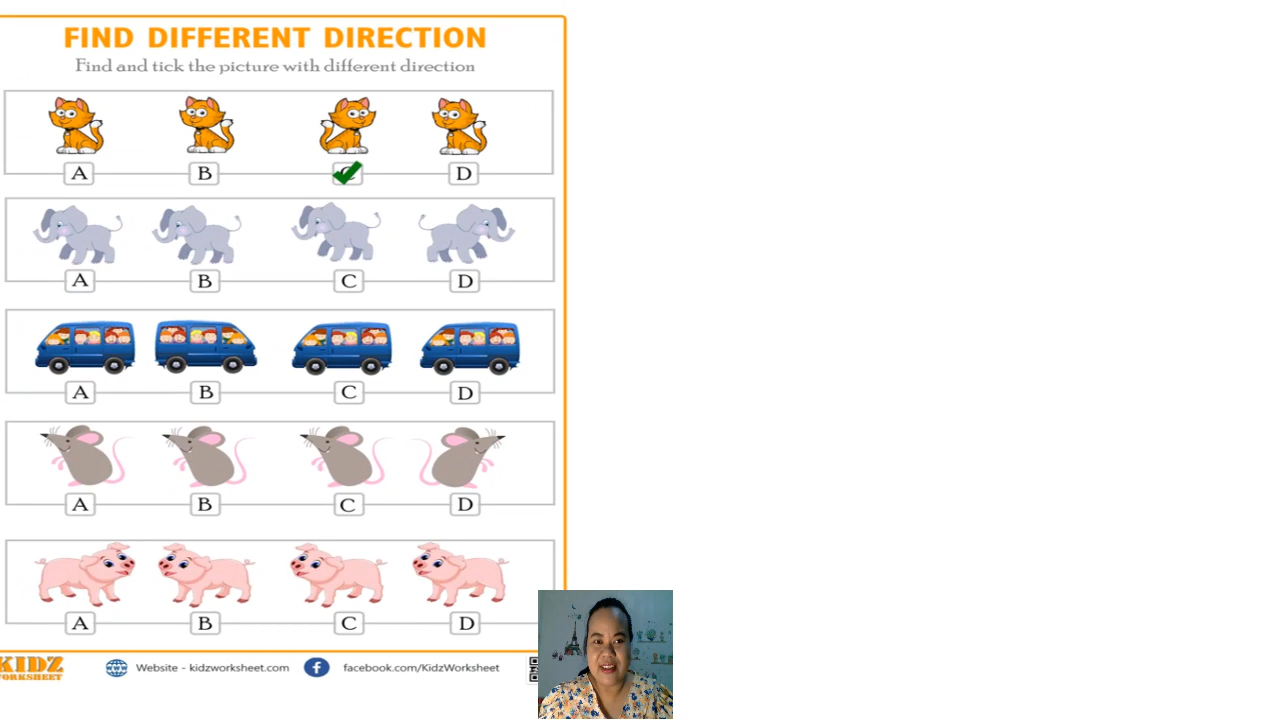 FIND DIFFERENT DIRECTION
Find and tick the picture with different direction
A B C D
A B C D
A B C D
A B C D
A B C D
KIDZ
WORKSHEET
Website - kidzworksheet.com facebook.com/KidzWorksheet